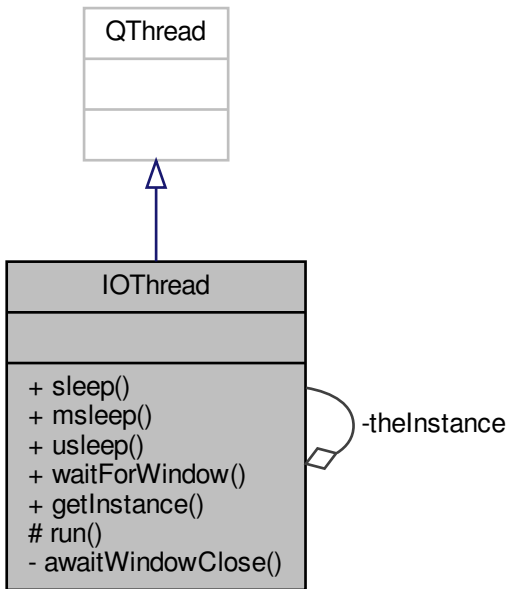 QThread
IOThread
+ sleep()
+ msleep()
+ usleep()
+ waitForWindow()
+ getInstance()
# run()
- awaitWindowClose()
-theInstance